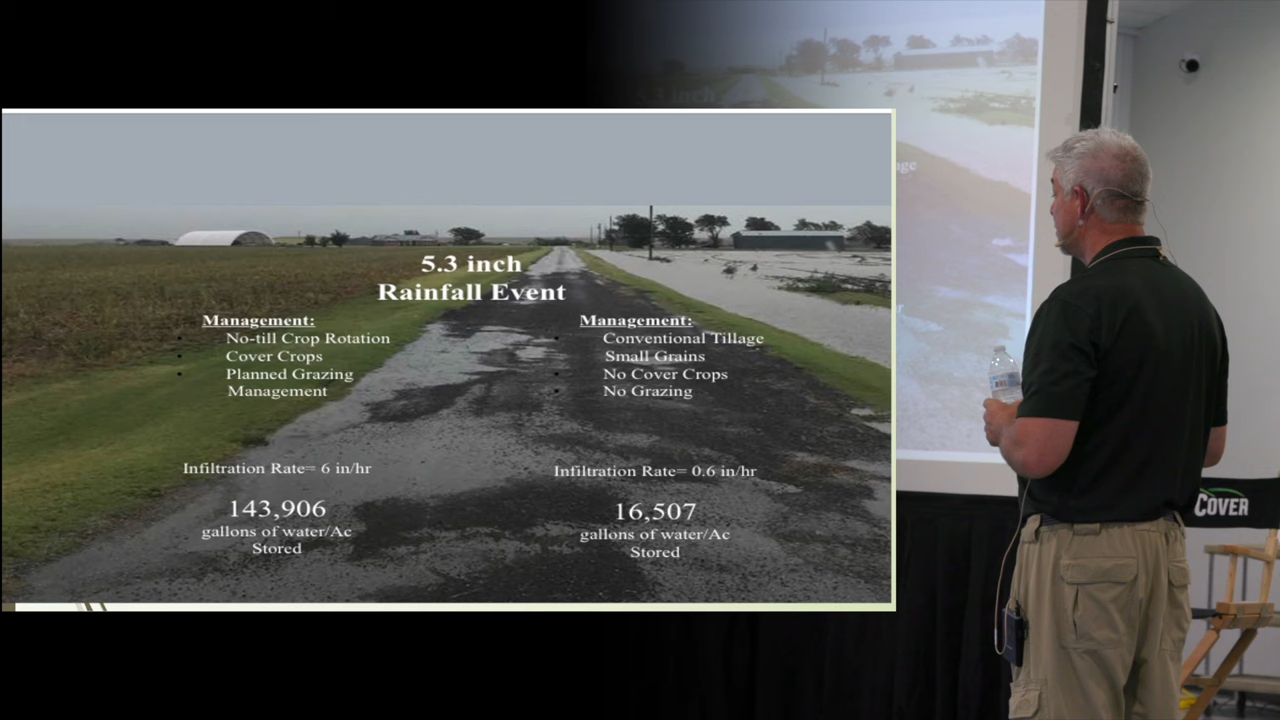 5.3 inch
Rainfall Event
Management:
No-till Crop Rotation
Cover Crops
Planned Grazing
Management
Infiltration Rate= 6 in/hr
143,906
gallons of water/Ac
Stored
Management:
Conventional Tillage
Small Grains
No Cover Crops
No Grazing
Infiltration Rate= 0.6 in/hr
16,507
gallons of water/Ac
Stored
COVER